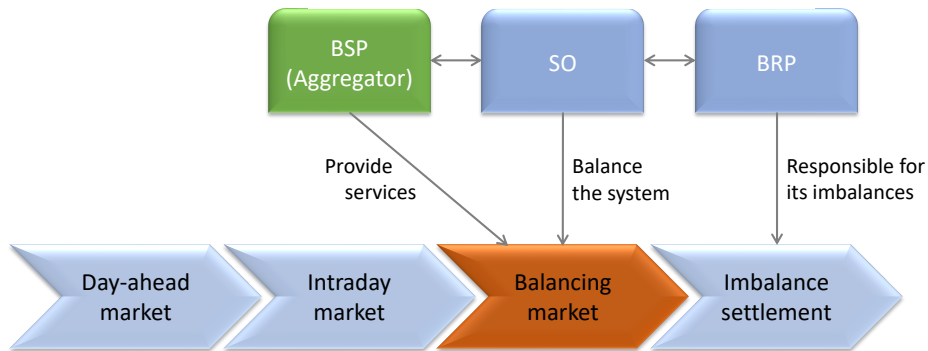 BSP
(Aggregator)
SO
BRP
Provide
services
Balance
the system
Responsible for
its imbalances
Day-ahead
market
Intraday
market
Balancing
market
Imbalance
settlement